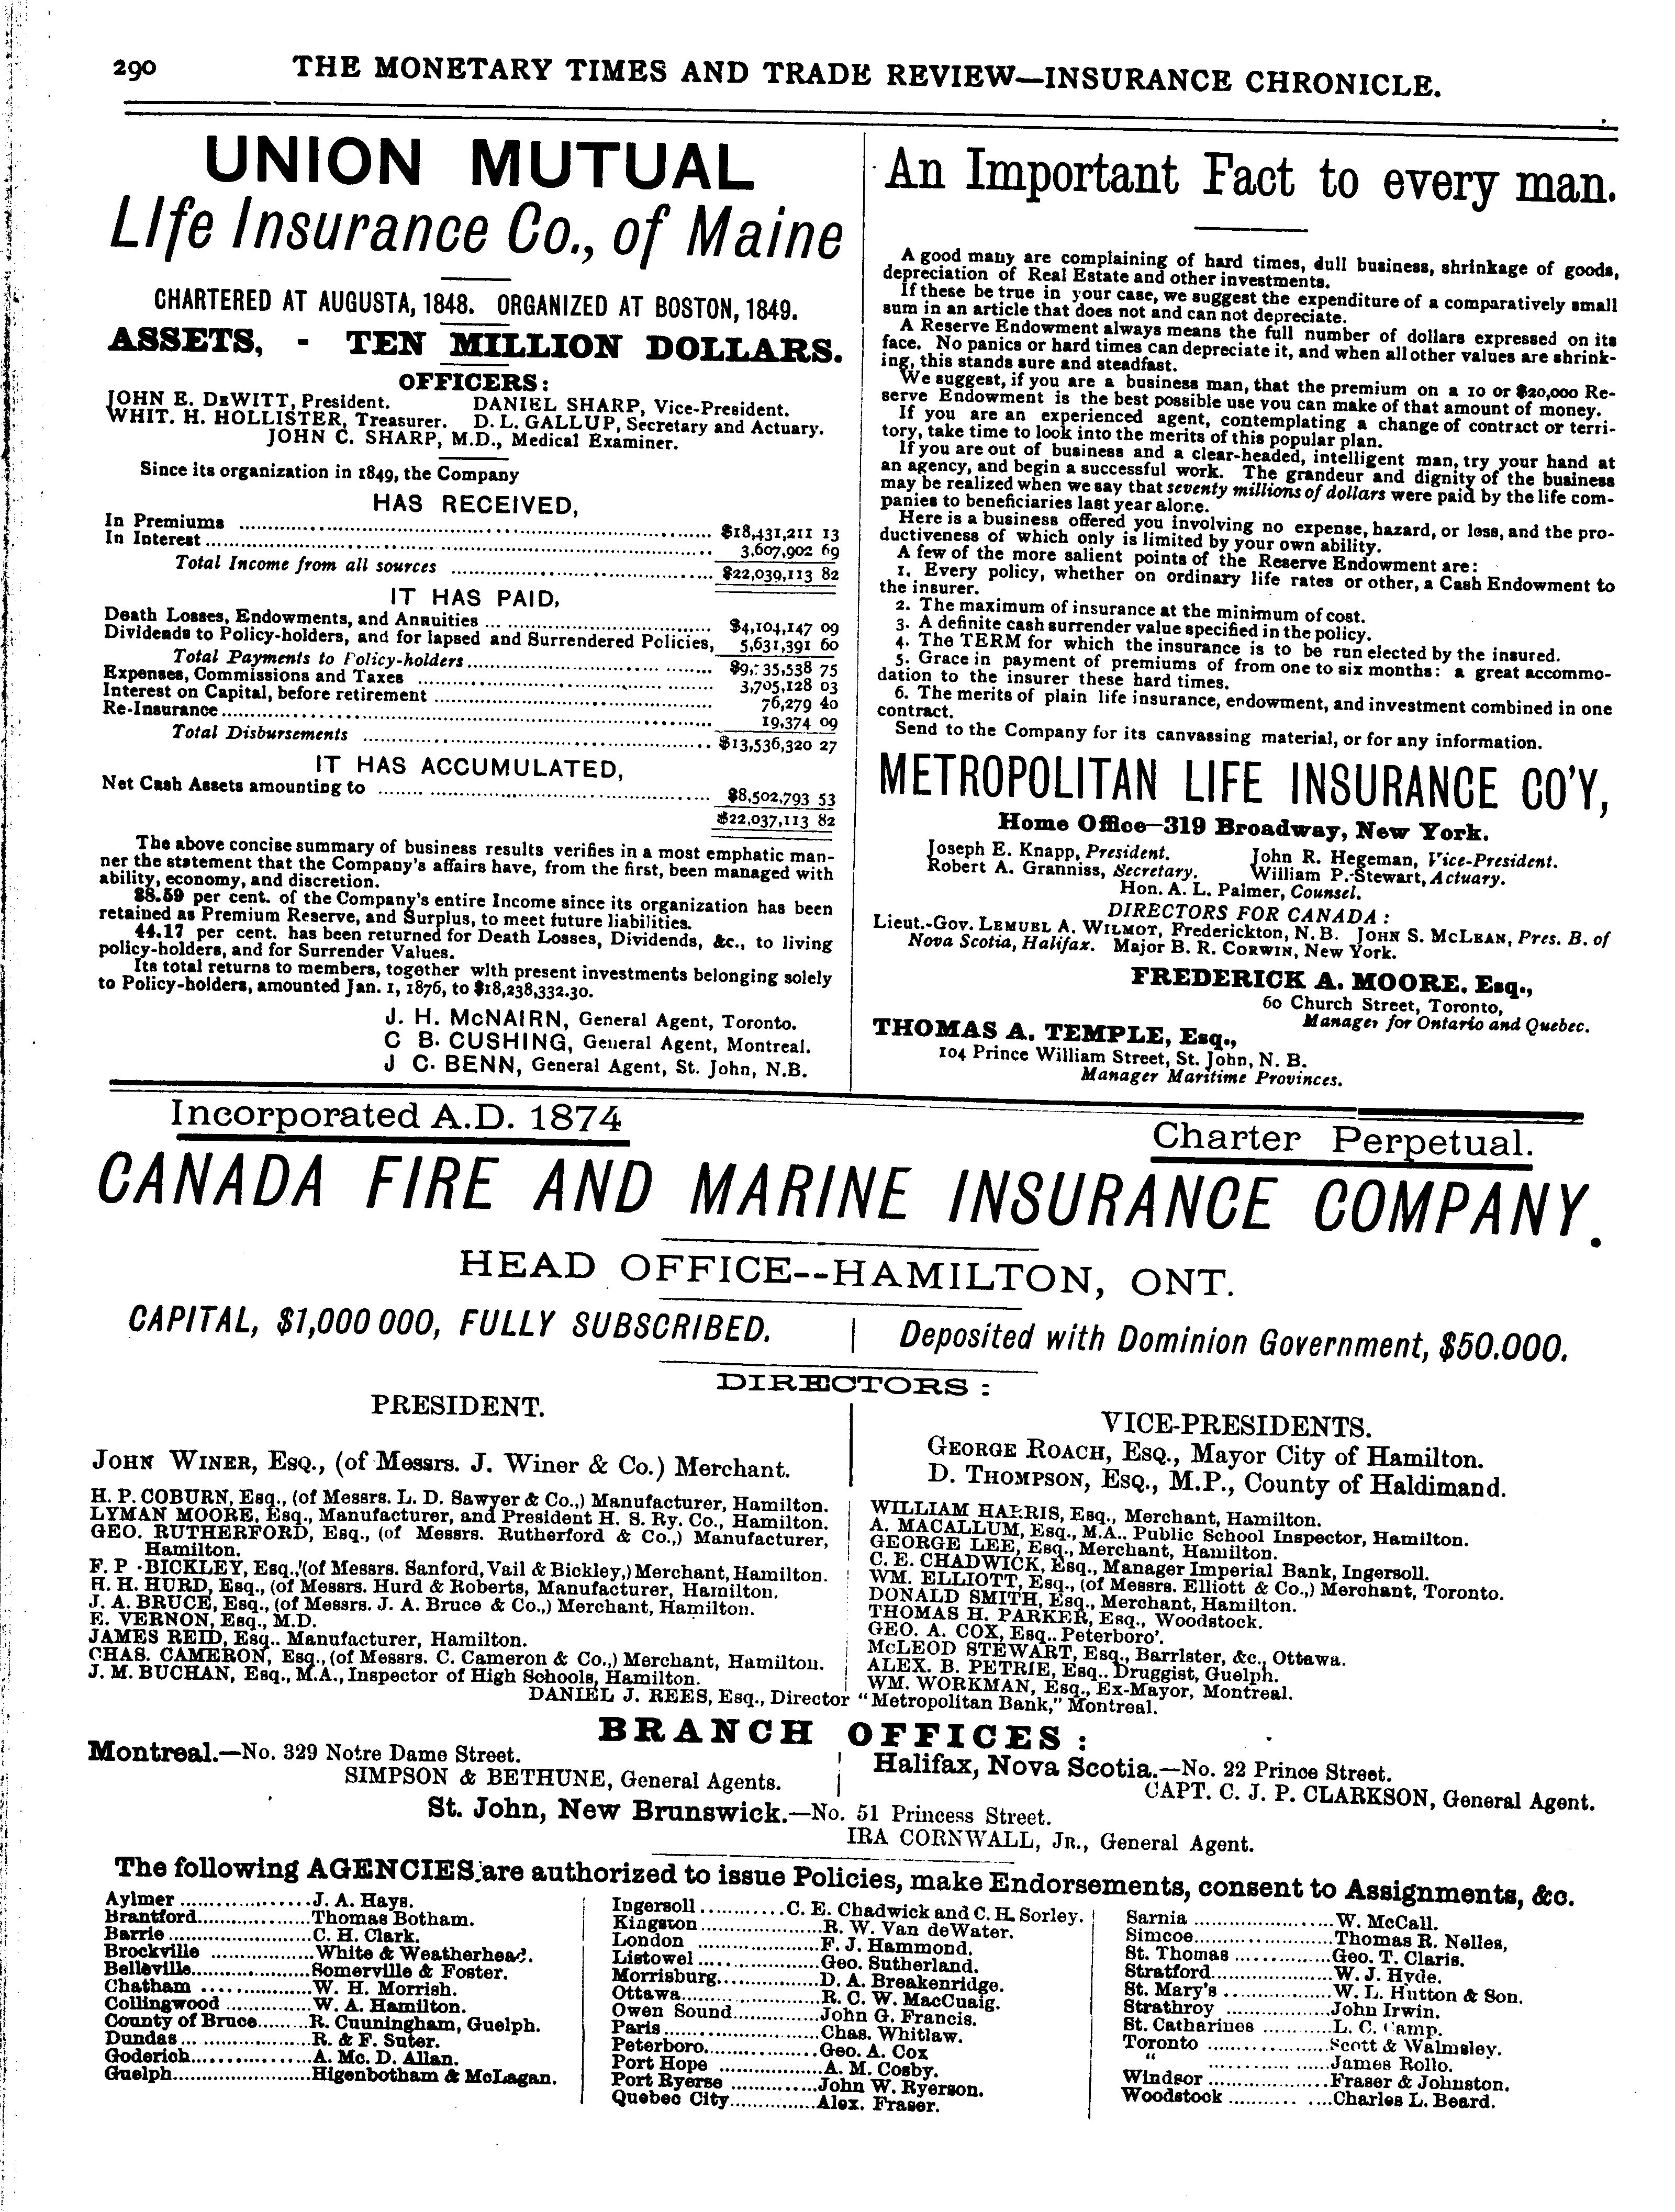 290 THE MONETARY TIMES AND TRADE REVIEW—INSURANCE CHRONICLE.
UNION MUTUAL
LIfe Insurance Co., of Maine
CHARTERED AT AUGUSTA, 1848. ORGANIZED AT BOSTON, 1849.
ASSETS, - TEN MILLION DOLLARS.
OFFICERS:
JOHN E. DEWITT, President. DANIEL SHARP, Vice-President.
WHIT. H. HOLLISTER, Treasurer. D. L. GALLUP, Secretary and Actuary.
JOHN C. SHARP, M.D., Medical Examiner.
Since its organization in 1849, the Company
HAS RECEIVED,
In Premiums ........ $18,431,211 13
In Interest ........ 3,607,902 69
Total Income from all sources ........ $22,039,113 82
IT HAS PAID,
Death Losses, Endowments, and Annuities ........ $4,104,147 09
Dividends to Policy-holders, and for lapsed and Surrendered Policies, 5,631,391 60
Total Payments to Policy-holders ........ $9,35,538 75
Expenses, Commissions and Taxes ........ 3,705,128 03
Interest on Capital, before retirement ........ 76,279 40
Re-Insurance ........ 19,374 09
Total Disbursements ........ $13,536,320 27
IT HAS ACCUMULATED,
Net Cash Assets amounting to ........ $8,502,793 53
$22,037,113 82
The above concise summary of business results verifies in a most emphatic man-
ner the statement that the Company's affairs have, from the first, been managed with
ability, economy, and discretion.
88.59 per cent. of the Company's entire Income since its organization has been
retained as Premium Reserve, and Surplus, to meet future liabilities.
44.17 per cent. has been returned for Death Losses, Dividends, &c., to living
policy-holders, and for Surrender Values.
Its total returns to members, together with present investments belonging solely
to Policy-holders, amounted Jan. 1, 1876, to $18,238,332.30.
J. H. McNAIRN, General Agent, Toronto.
C B. CUSHING, General Agent, Montreal.
J C. BENN, General Agent, St. John, N.B.
An Important Fact to every man.
A good many are complaining of hard times, dull business, shrinkage of goods,
depreciation of Real Estate and other investments.
If these be true in your case, we suggest the expenditure of a comparatively small
sum in an article that does not and can not depreciate.
A Reserve Endowment always means the full number of dollars expressed on its
face. No panics or hard times can depreciate it, and when all other values are shrink-
ing, this stands sure and steadfast.
We suggest, if you are a business man, that the premium on a 10 or $20,000 Re-
serve Endowment is the best possible use you can make of that amount of money.
If you are an experienced agent, contemplating a change of contract or terri-
tory, take time to look into the merits of this popular plan.
If you are out of business and a clear-headed, intelligent man, try your hand at
an agency, and begin a successful work. The grandeur and dignity of the business
may be realized when we say that seventy millions of dollars were paid by the life com-
panies to beneficiaries last year alone.
Here is a business offered you involving no expense, hazard, or loss, and the pro-
ductiveness of which only is limited by your own ability.
A few of the more salient points of the Reserve Endowment are:
1. Every policy, whether on ordinary life rates or other, a Cash Endowment to
the insurer.
2. The maximum of insurance at the minimum of cost.
3. A definite cash surrender value specified in the policy.
4. The TERM for which the insurance is to be run elected by the insured.
5. Grace in payment of premiums of from one to six months: a great accommo-
dation to the insurer these hard times.
6. The merits of plain life insurance, endowment, and investment combined in one
contract.
Send to the Company for its canvassing material, or for any information.
METROPOLITAN LIFE INSURANCE CO'Y,
Home Office—319 Broadway, New York.
Joseph E. Knapp, President. John R. Hegeman, Vice-President.
Robert A. Granniss, Secretary. William P. Stewart, Actuary.
Hon. A. L. Palmer, Counsel.
DIRECTORS FOR CANADA:
Lieut.-Gov. LEMUEL A. WILMOT, Frederickton, N. B. JOHN S. McLEAN, Pres. B. of
Nova Scotia, Halifax. Major B. R. CORWIN, New York.
FREDERICK A. MOORE, Esq.,
60 Church Street, Toronto,
Manager for Ontario and Quebec.
THOMAS A. TEMPLE, Esq.,
104 Prince William Street, St. John, N. B.
Manager Maritime Provinces.
Incorporated A.D. 1874 Charter Perpetual.
CANADA FIRE AND MARINE INSURANCE COMPANY.
HEAD OFFICE--HAMILTON, ONT.
CAPITAL, $1,000 000, FULLY SUBSCRIBED. | Deposited with Dominion Government, $50.000.
DIRECTORS:
PRESIDENT.
JOHN WINER, ESQ., (of Messrs. J. Winer & Co.) Merchant.
VICE-PRESIDENTS.
GEORGE ROACH, ESQ., Mayor City of Hamilton.
D. THOMPSON, ESQ., M.P., County of Haldimand.
H. P. COBURN, Esq., (of Messrs. L. D. Sawyer & Co.,) Manufacturer, Hamilton.
LYMAN MOORE, Esq., Manufacturer, and President H. S. Ry. Co., Hamilton.
GEO. RUTHERFORD, Esq., (of Messrs. Rutherford & Co.,) Manufacturer,
Hamilton.
F. P. BICKLEY, Esq., (of Messrs. Sanford, Vail & Bickley,) Merchant, Hamilton.
H. H. HURD, Esq., (of Messrs. Hurd & Roberts, Manufacturer, Hamilton.
J. A. BRUCE, Esq., (of Messrs. J. A. Bruce & Co.,) Merchant, Hamilton.
E. VERNON, Esq., M.D.
JAMES REID, Esq.. Manufacturer, Hamilton.
CHAS. CAMERON, Esq., (of Messrs. C. Cameron & Co.,) Merchant, Hamilton.
J. M. BUCHAN, Esq., M.A., Inspector of High Schools, Hamilton.
WILLIAM HARRIS, Esq., Merchant, Hamilton.
A. MACALLUM, Esq., M.A.. Public School Inspector, Hamilton.
GEORGE LEE, Esq., Merchant, Hamilton.
C. E. CHADWICK, Esq., Manager Imperial Bank, Ingersoll.
WM. ELLIOTT, Esq., (of Messrs. Elliott & Co.,) Merchant, Toronto.
DONALD SMITH, Esq., Merchant, Hamilton.
THOMAS H. PARKER, Esq., Woodstock.
GEO. A. COX, Esq.. Peterboro'.
McLEOD STEWART, Esq., Barrister, &c., Ottawa.
ALEX. B. PETRIE, Esq.. Druggist, Guelph.
WM. WORKMAN, Esq., Ex-Mayor, Montreal.
DANIEL J. REES, Esq., Director "Metropolitan Bank," Montreal.
BRANCH OFFICES:
Montreal.—No. 329 Notre Dame Street.
SIMPSON & BETHUNE, General Agents.
Halifax, Nova Scotia.—No. 22 Prince Street.
CAPT. C. J. P. CLARKSON, General Agent.
St. John, New Brunswick.—No. 51 Princess Street.
IRA CORNWALL, JR., General Agent.
The following AGENCIES are authorized to issue Policies, make Endorsements, consent to Assignments, &c.
Aylmer ........ J. A. Hays.
Brantford ........ Thomas Botham.
Barrie ........ C. H. Clark.
Brockville ........ White & Weatherhead.
Belleville ........ Somerville & Foster.
Chatham ........ W. H. Morrish.
Collingwood ........ W. A. Hamilton.
County of Bruce ........ R. Cuuningham, Guelph.
Dundas ........ R. & F. Suter.
Goderich ........ A. Mc. D. Allan.
Guelph ........ Higenbotham & McLagan.
Ingersoll ........ C. E. Chadwick and C. H. Sorley.
Kingston ........ R. W. Van deWater.
London ........ F. J. Hammond.
Listowel ........ Geo. Sutherland.
Morrisburg ........ D. A. Breakenridge.
Ottawa ........ R. C. W. MacCuaig.
Owen Sound ........ John G. Francis.
Paris ........ Chas. Whitlaw.
Peterboro ........ Geo. A. Cox
Port Hope ........ A. M. Cosby.
Port Ryerse ........ John W. Ryerson.
Quebec City ........ Alex. Fraser.
Sarnia ........ W. McCall.
Simcoe ........ Thomas R. Nelles,
St. Thomas ........ Geo. T. Claris.
Stratford ........ W. J. Hyde.
St. Mary's ........ W. L. Hutton & Son.
Strathroy ........ John Irwin.
St. Catharines ........ L. C. Camp.
Toronto ........ Scott & Walmsley.
" ........ James Rollo.
Windsor ........ Fraser & Johnston.
Woodstock ........ Charles L. Beard.